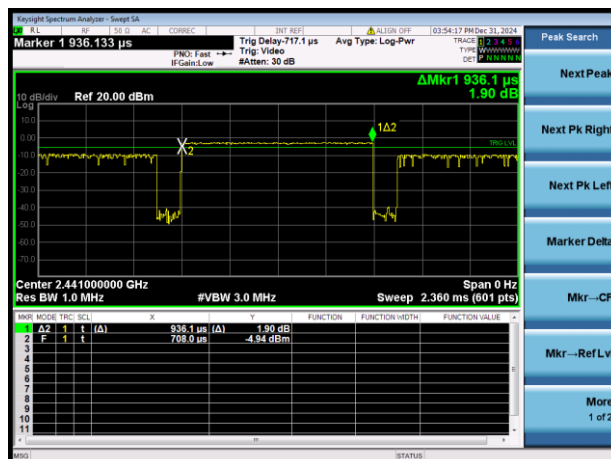 Keysight Spectrum Analyzer - Swept SA
RL RF 50 Ω AC CORREC INT REF ALIGN OFF 03:54:17 PM Dec 31, 2024
Marker 1 936.133 µs
PNO: Fast
IFGain:Low
Trig Delay-717.1 µs
Trig: Video
#Atten: 30 dB
Avg Type: Log-Pwr
TRACE 1 2 3 4 5 6
TYPE W
DET P N N N N N
Peak Search
Next Peak
Next Pk Right
Next Pk Left
Marker Delta
Mkr→CF
Mkr→Ref Lvl
More
1 of 2
ΔMkr1 936.1 µs
1.90 dB
10 dB/div Ref 20.00 dBm
Log
10.0
0.00
-10.0
-20.0
-30.0
-40.0
-50.0
-60.0
-70.0
1Δ2
2
TRIG LVL
Center 2.441000000 GHz Span 0 Hz
Res BW 1.0 MHz #VBW 3.0 MHz Sweep 2.360 ms (601 pts)
MKR MODE TRC SCL X Y FUNCTION FUNCTION WIDTH FUNCTION VALUE
1 Δ2 1 t (Δ) 936.1 µs (Δ) 1.90 dB
2 F 1 t 708.0 µs -4.94 dBm
3
4
5
6
7
8
9
10
11
MSG STATUS